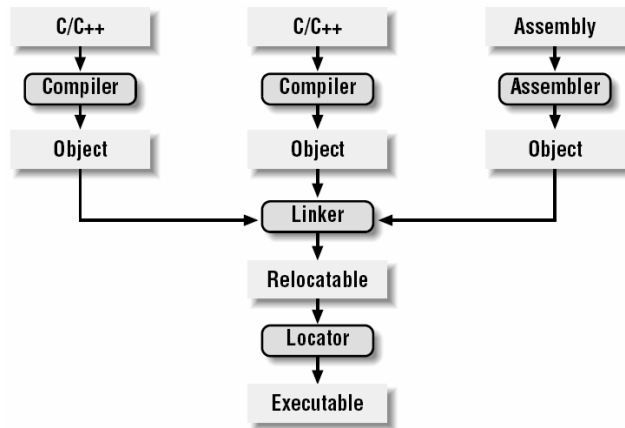 C/C++
C/C++
Assembly
Compiler
Compiler
Assembler
Object
Object
Object
Linker
Relocatable
Locator
Executable